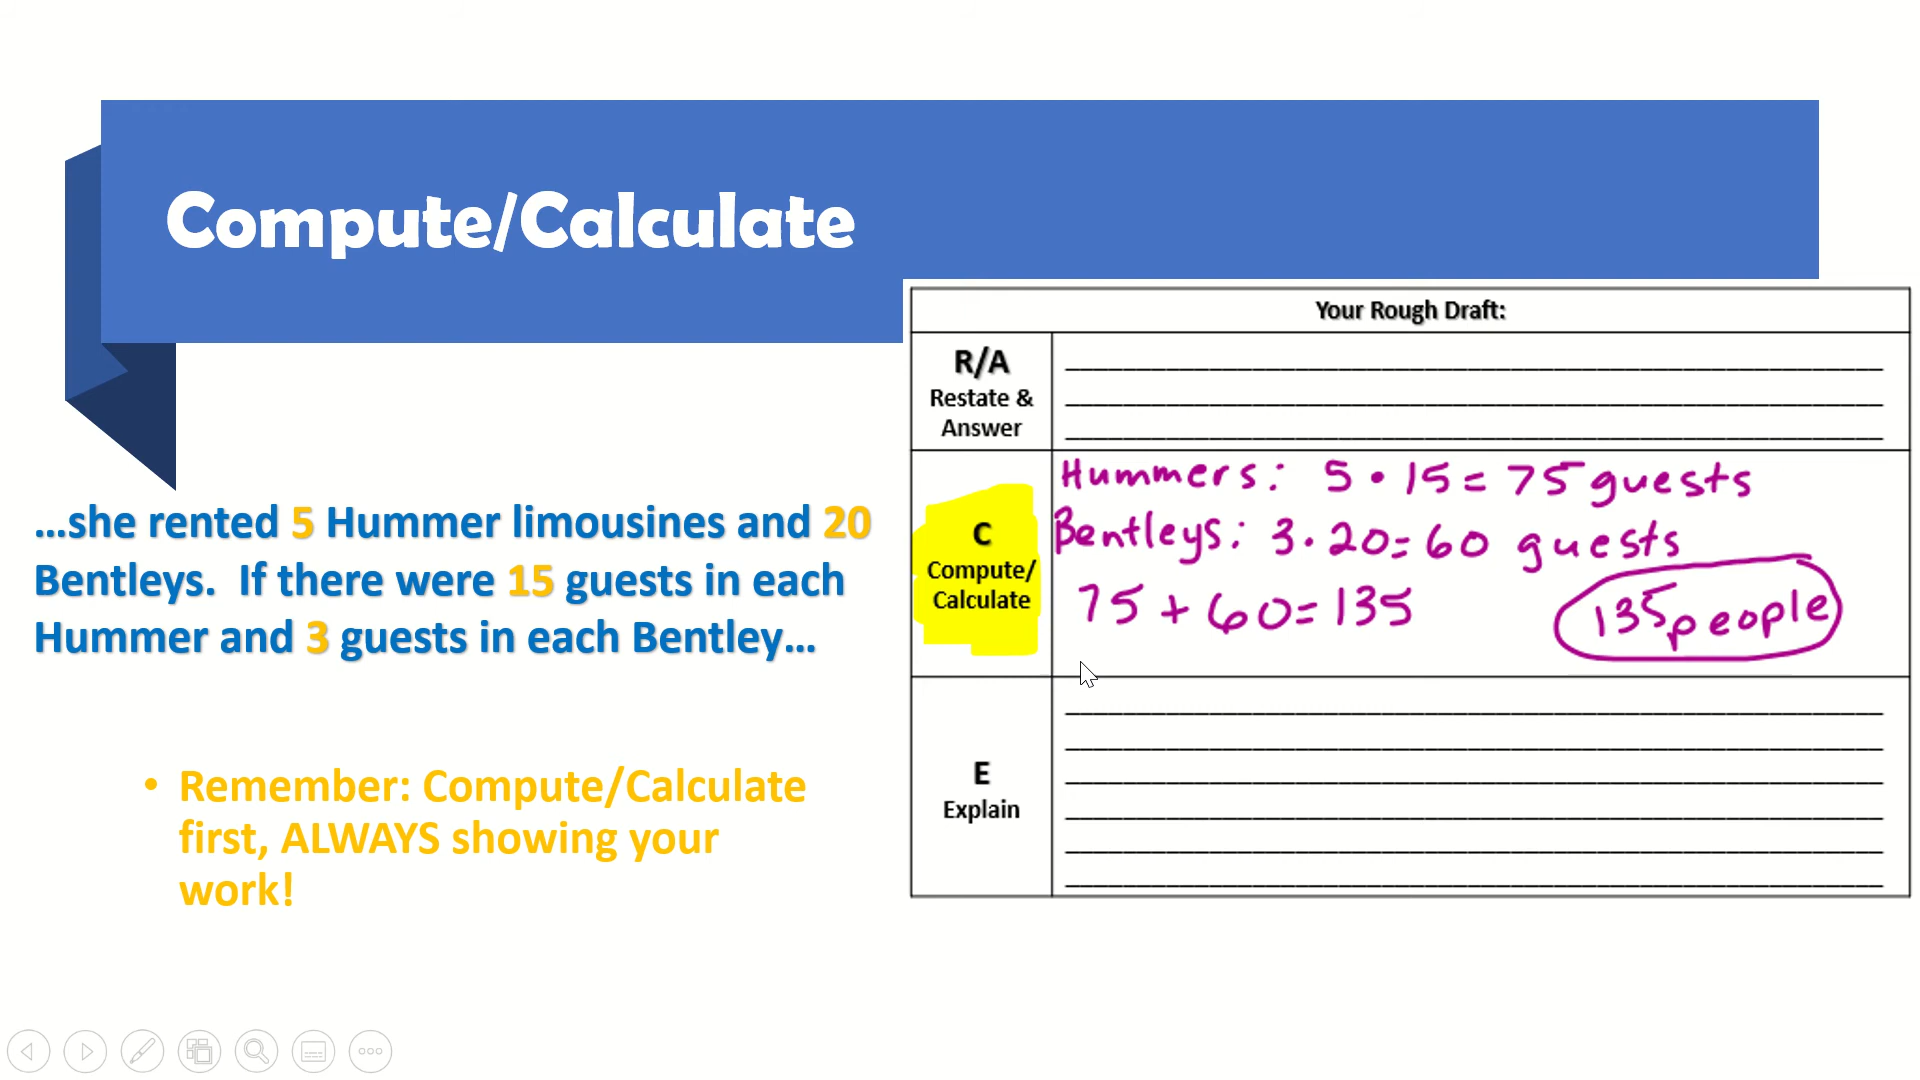 Compute/Calculate
…she rented 5 Hummer limousines and 20
Bentleys. If there were 15 guests in each
Hummer and 3 guests in each Bentley…
• Remember: Compute/Calculate
first, ALWAYS showing your
work!
Your Rough Draft:
R/A
Restate &
Answer
C
Compute/
Calculate
Hummers: 5 · 15 = 75 guests
Bentleys: 3 · 20 = 60 guests
75 + 60 = 135
135 people
E
Explain